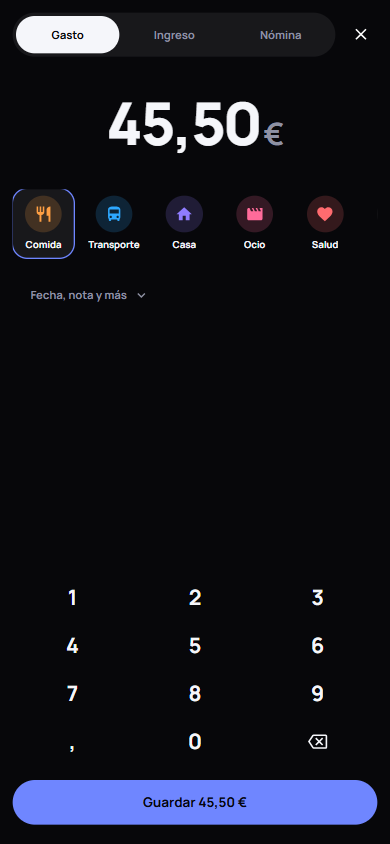 Gasto Ingreso Nómina
45,50€
Comida Transporte Casa Ocio Salud
Fecha, nota y más
1 2 3
4 5 6
7 8 9
, 0
Guardar 45,50 €